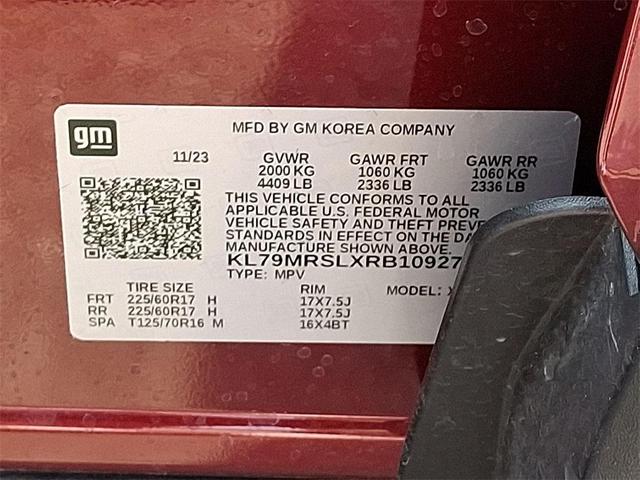 gm
MFD BY GM KOREA COMPANY
11/23 GVWR GAWR FRT GAWR RR
2000 KG 1060 KG 1060 KG
4409 LB 2336 LB 2336 LB
THIS VEHICLE CONFORMS TO ALL
APPLICABLE U.S. FEDERAL MOTOR
VEHICLE SAFETY AND THEFT PREVE
STANDARDS IN EFFECT ON THE DA
MANUFACTURE SHOWN ABOVE.
KL79MRSLXRB10927
TYPE: MPV
TIRE SIZE RIM MODEL:
FRT 225/60R17 H 17X7.5J
RR 225/60R17 H 17X7.5J
SPA T125/70R16 M 16X4BT